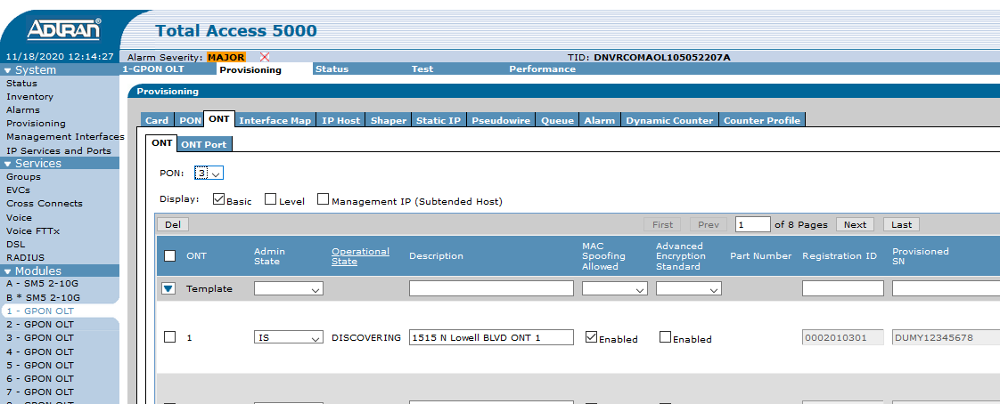 ADTRAN
Total Access 5000
11/18/2020 12:14:27
Alarm Severity: MAJOR
TID: DNVRCOMAOL105052207A
System
Status
Inventory
Alarms
Provisioning
Management Interfaces
IP Services and Ports
Services
Groups
EVCs
Cross Connects
Voice
Voice FTTx
DSL
RADIUS
Modules
A - SM5 2-10G
B * SM5 2-10G
1 - GPON OLT
2 - GPON OLT
3 - GPON OLT
4 - GPON OLT
5 - GPON OLT
6 - GPON OLT
7 - GPON OLT
1-GPON OLT Provisioning Status Test Performance
Provisioning
Card PON ONT Interface Map IP Host Shaper Static IP Pseudowire Queue Alarm Dynamic Counter Counter Profile
ONT ONT Port
PON: 3
Display: Basic Level Management IP (Subtended Host)
Del First Prev 1 of 8 Pages Next Last
ONT
Admin
State
Operational
State
Description
MAC
Spoofing
Allowed
Advanced
Encryption
Standard
Part Number
Registration ID
Provisioned
SN
Template
1 IS DISCOVERING 1515 N Lowell BLVD ONT 1 Enabled Enabled 0002010301 DUMY12345678